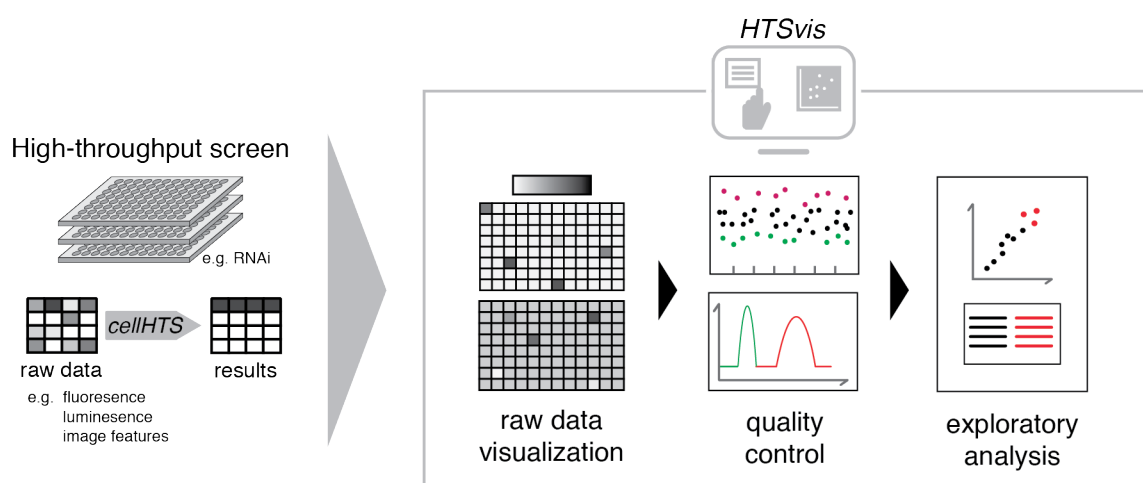 HTSvis
High-throughput screen
e.g. RNAi
cellHTS
raw data
results
e.g. fluoresence
luminesence
image features
raw data
visualization
quality
control
exploratory
analysis